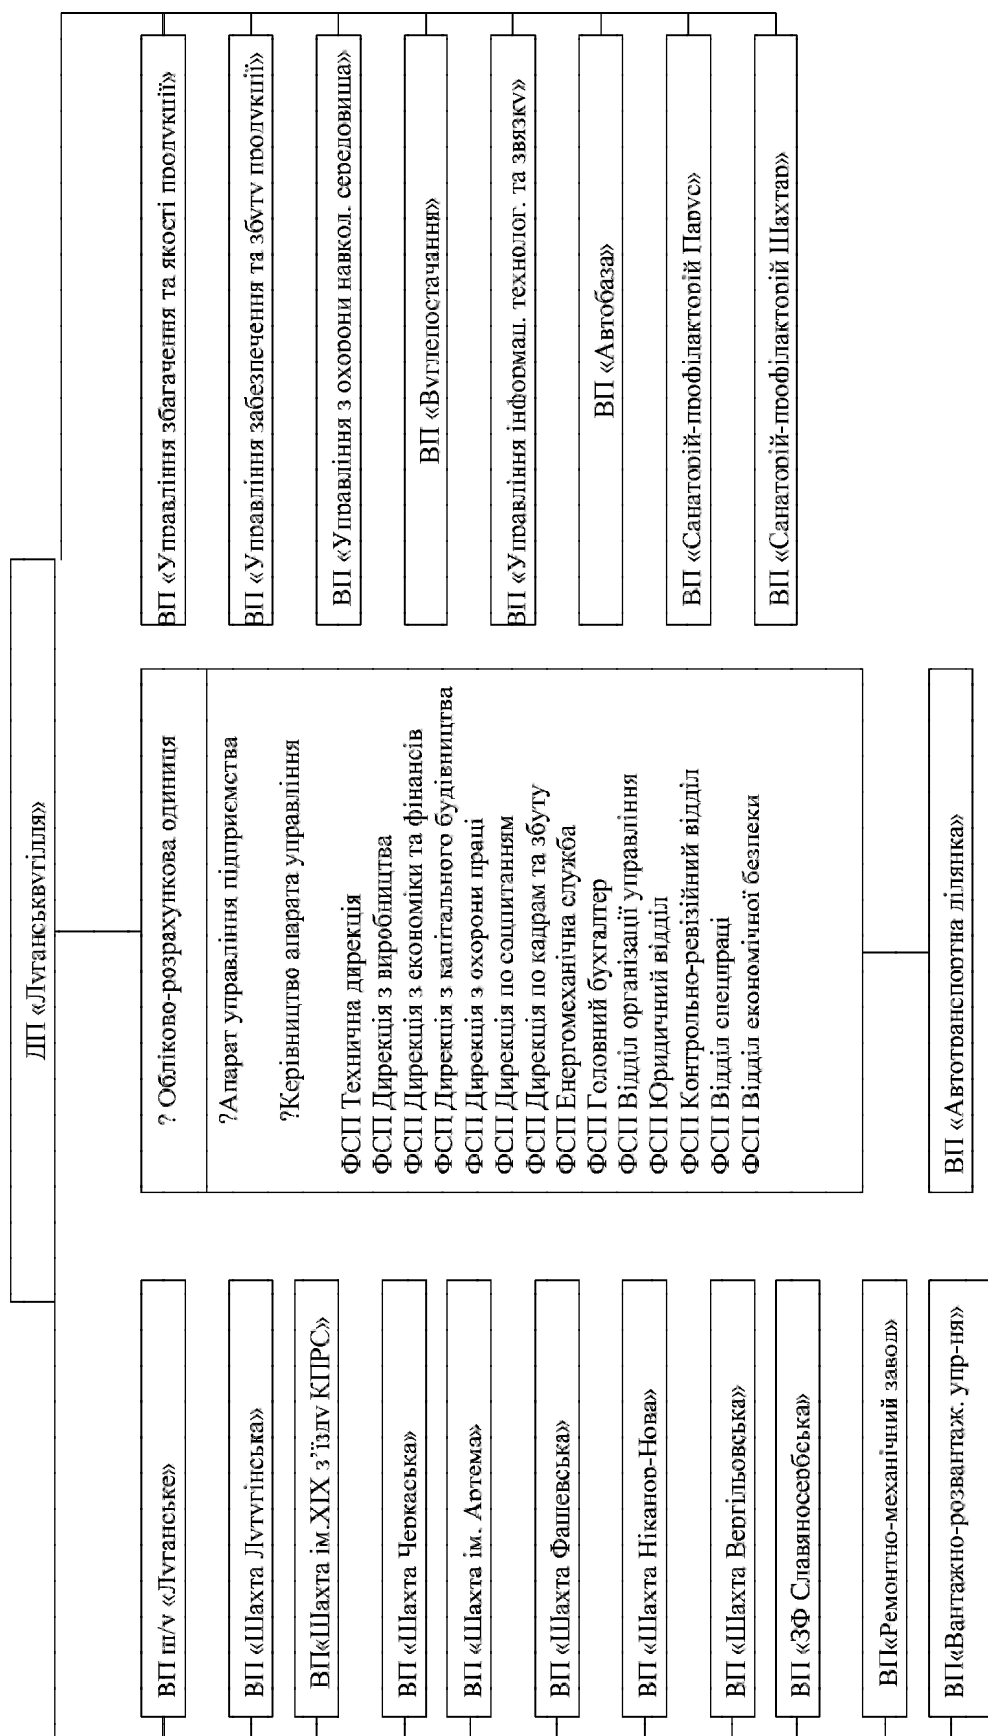 ДП «Луганськвугілля»
ВП ш/у «Луганське»
ВП «Шахта Лутугінська»
ВП«Шахта ім.XIX з’їзду КПРС»
ВП «Шахта Черкаська»
ВП «Шахта ім. Артема»
ВП «Шахта Фашевська»
ВП «Шахта Ніканор-Нова»
ВП «Шахта Вергільовська»
ВП «ЗФ Славяносербська»
ВП«Ремонтно-механічний завод»
ВП«Вантажно-розвантаж. упр-ня»
? Обліково-розрахункова одиниця
?Апарат управління підприємства
?Керівництво апарата управління
ФСП Технична дирекція
ФСП Дирекція з виробництва
ФСП Дирекція з економіки та фінансів
ФСП Дирекція з капітального будівництва
ФСП Дирекція з охорони праці
ФСП Дирекція по соцпитанням
ФСП Дирекція по кадрам та збуту
ФСП Енергомеханічна служба
ФСП Головний бухгалтер
ФСП Відділ організації управління
ФСП Юридичний відділ
ФСП Контрольно-ревізійний відділ
ФСП Відділ спецпраці
ФСП Відділ економічної безпеки
ВП «Автотранспортна ділянка»
ВП «Управління збагачення та якості продукції»
ВП «Управління забезпечення та збуту продукції»
ВП «Управління з охорони навкол. середовища»
ВП «Вуглепостачання»
ВП «Управління інформац. технолог. та звязку»
ВП «Автобаза»
ВП «Санаторій-профілакторій Парус»
ВП «Санаторій-профілакторій Шахтар»